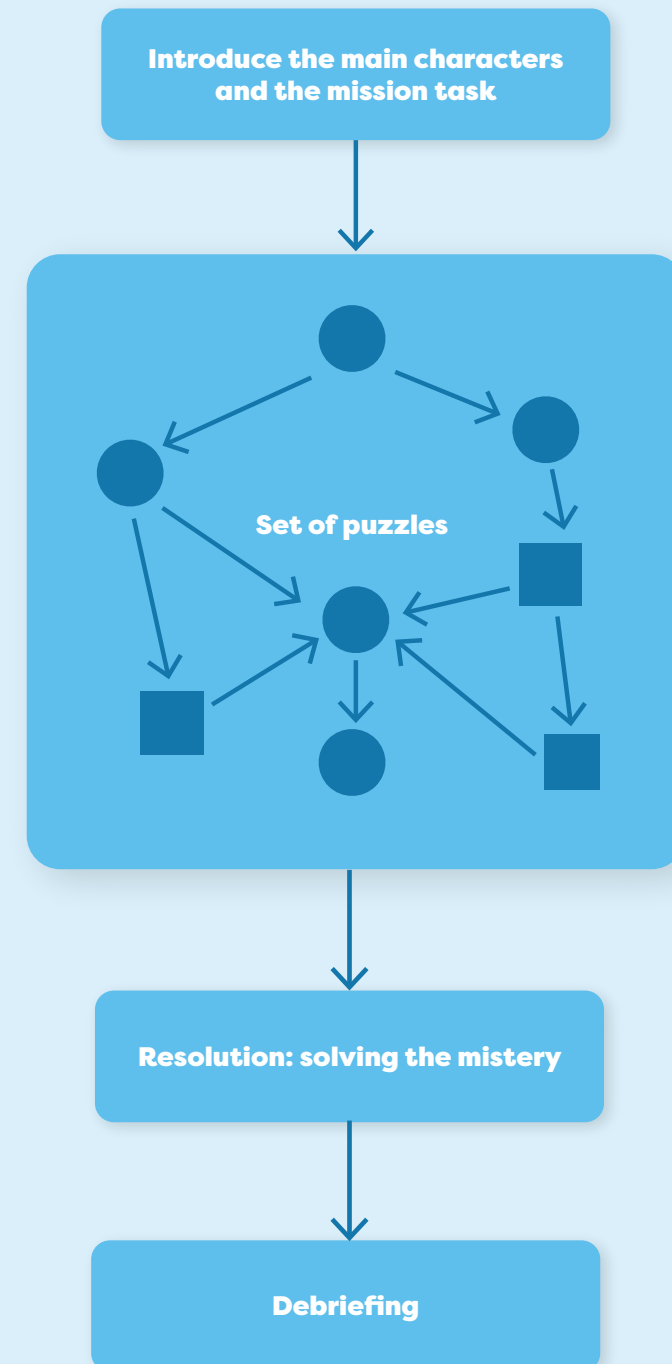 Introduce the main characters
and the mission task
Set of puzzles
Resolution: solving the mistery
Debriefing